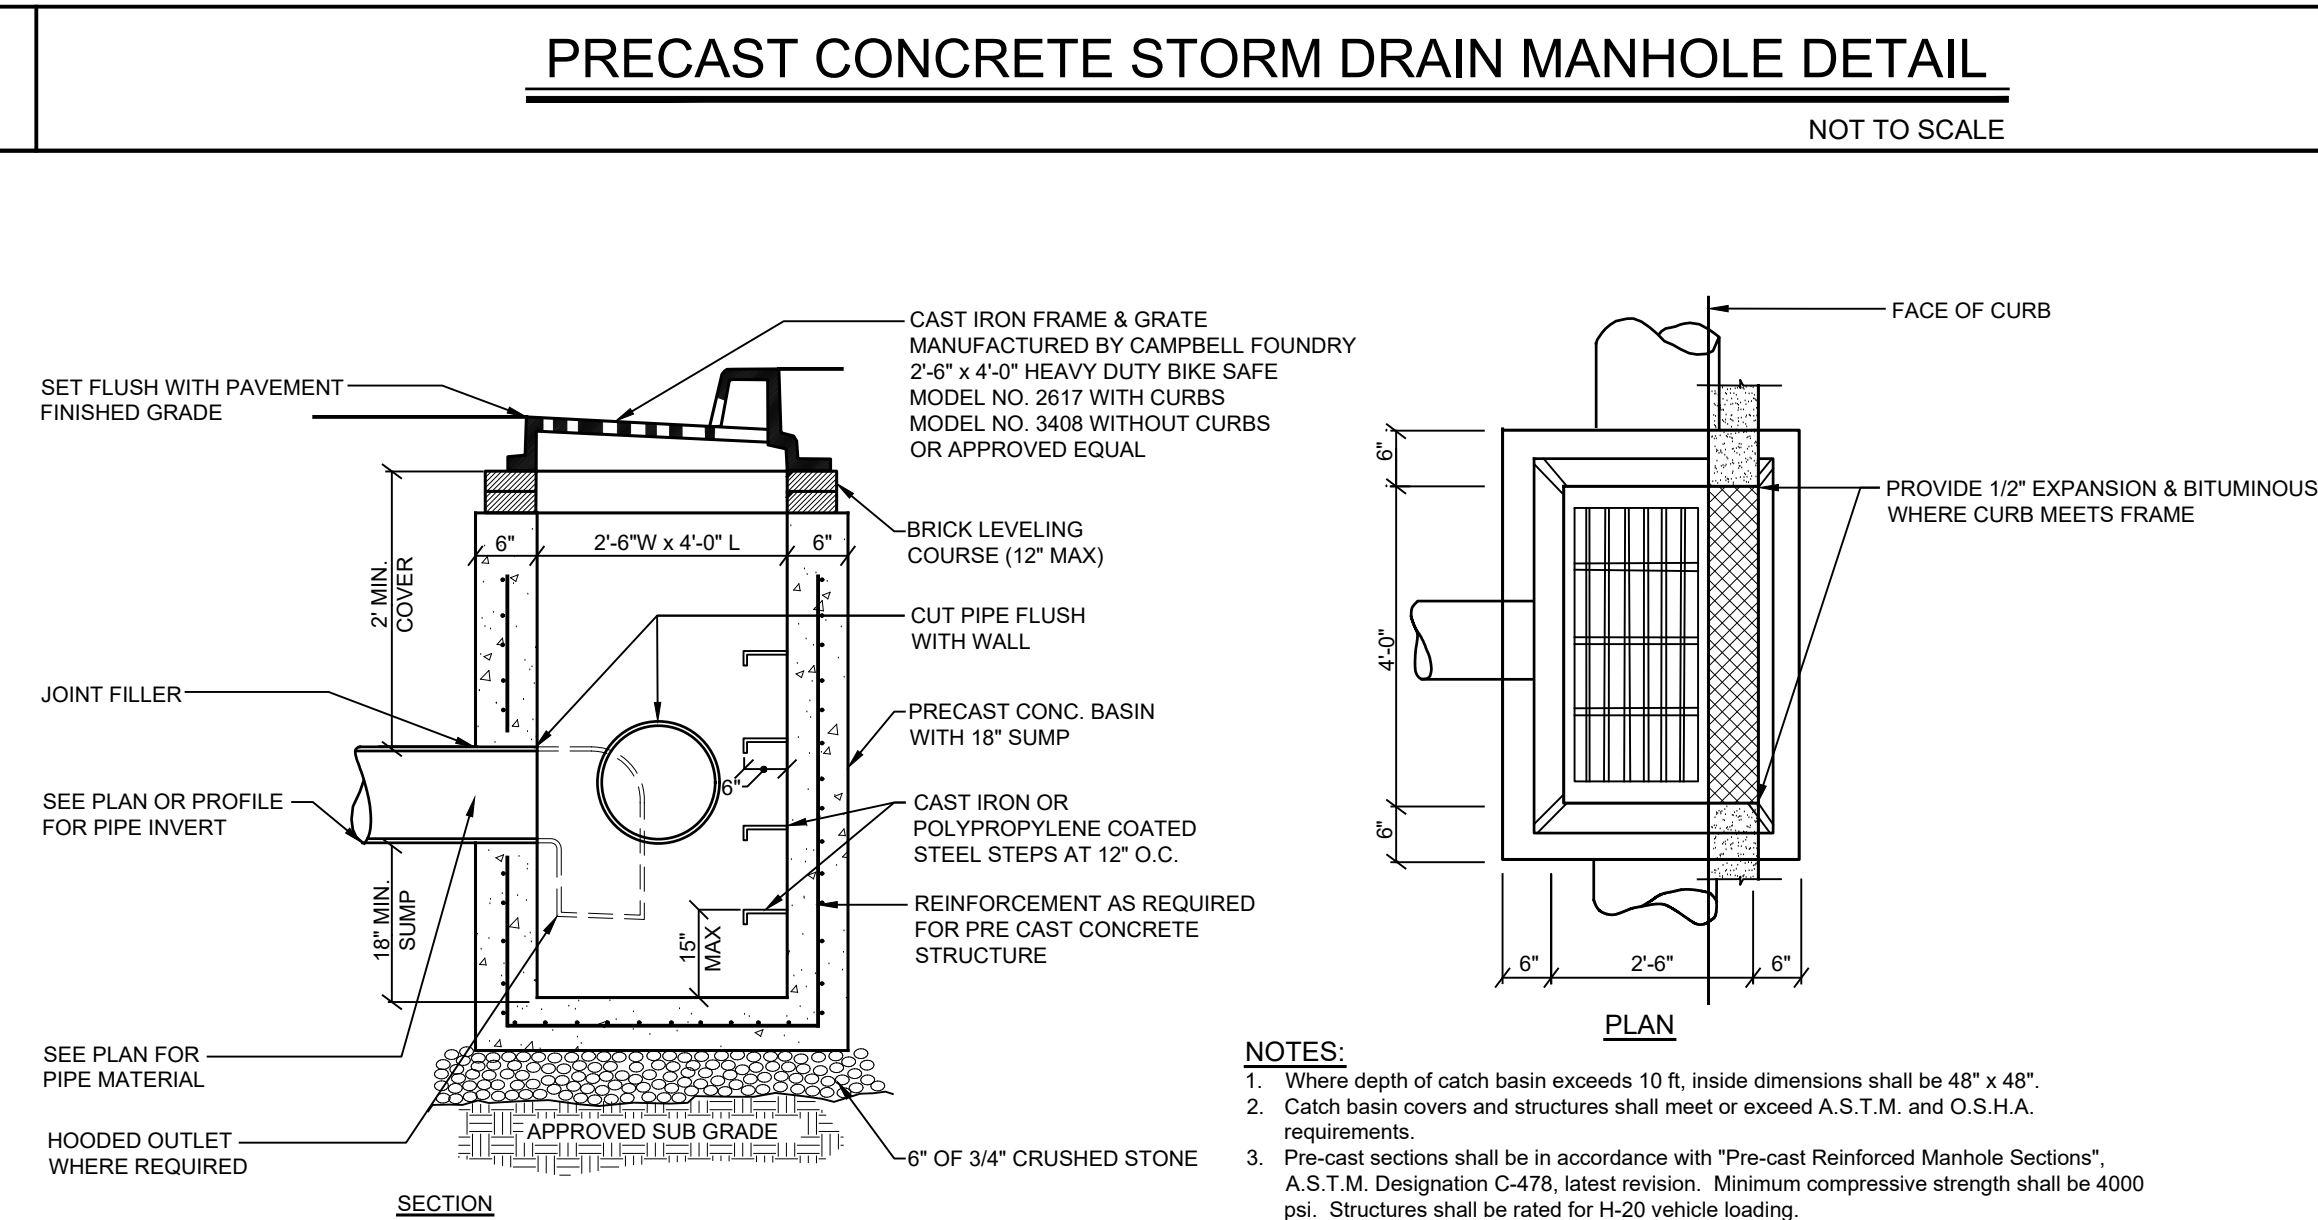 PRECAST CONCRETE STORM DRAIN MANHOLE DETAIL
NOT TO SCALE
SET FLUSH WITH PAVEMENT
FINISHED GRADE
CAST IRON FRAME & GRATE
MANUFACTURED BY CAMPBELL FOUNDRY
2'-6" x 4'-0" HEAVY DUTY BIKE SAFE
MODEL NO. 2617 WITH CURBS
MODEL NO. 3408 WITHOUT CURBS
OR APPROVED EQUAL
BRICK LEVELING
COURSE (12" MAX)
6"
2'-6"W x 4'-0" L
6"
2' MIN.
COVER
CUT PIPE FLUSH
WITH WALL
JOINT FILLER
PRECAST CONC. BASIN
WITH 18" SUMP
6"
SEE PLAN OR PROFILE
FOR PIPE INVERT
CAST IRON OR
POLYPROPYLENE COATED
STEEL STEPS AT 12" O.C.
18" MIN.
SUMP
15"
MAX
REINFORCEMENT AS REQUIRED
FOR PRE CAST CONCRETE
STRUCTURE
SEE PLAN FOR
PIPE MATERIAL
HOODED OUTLET
WHERE REQUIRED
APPROVED SUB GRADE
6" OF 3/4" CRUSHED STONE
SECTION
FACE OF CURB
6"
PROVIDE 1/2" EXPANSION & BITUMINOUS
WHERE CURB MEETS FRAME
4'-0"
6"
6"
2'-6"
6"
PLAN
NOTES:
1. Where depth of catch basin exceeds 10 ft, inside dimensions shall be 48" x 48".
2. Catch basin covers and structures shall meet or exceed A.S.T.M. and O.S.H.A.
requirements.
3. Pre-cast sections shall be in accordance with "Pre-cast Reinforced Manhole Sections",
A.S.T.M. Designation C-478, latest revision. Minimum compressive strength shall be 4000
psi. Structures shall be rated for H-20 vehicle loading.